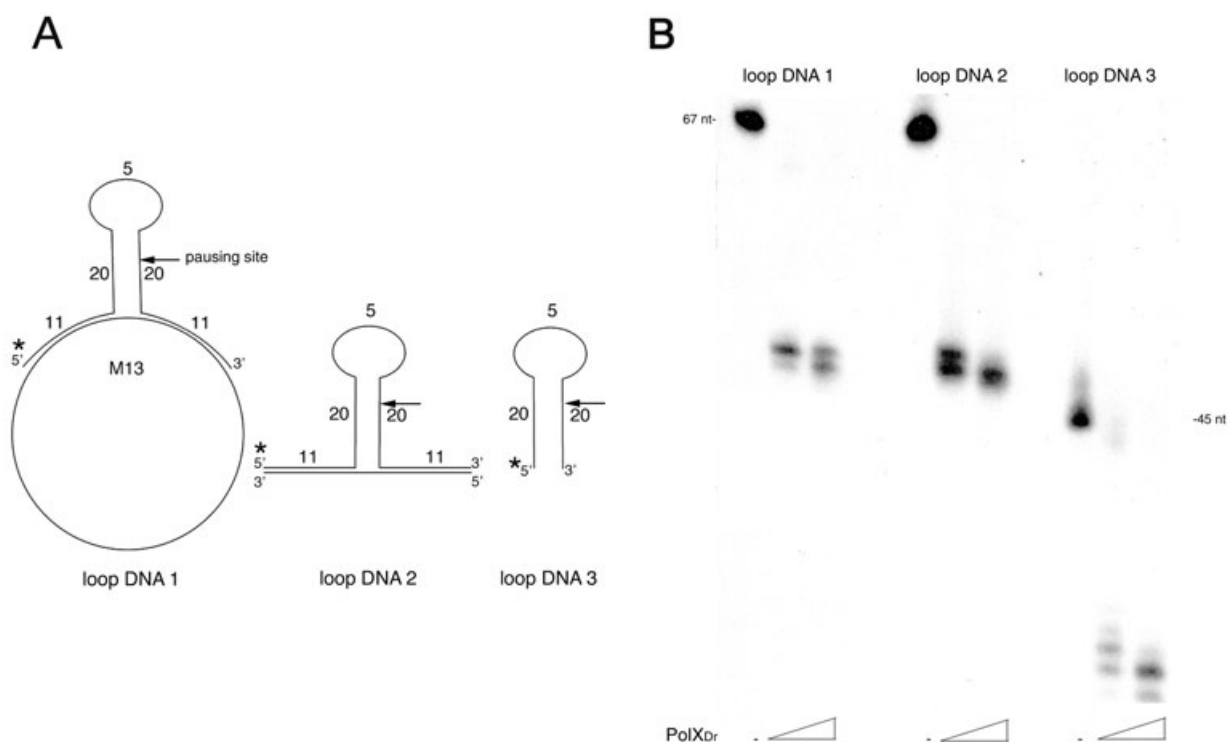 A
5
20
20
pausing site
11
11
*
5'
3'
M13
loop DNA 1
5
20
20
*
5'
11
11
3'
3'
5'
loop DNA 2
5
20
20
*5'
3'
loop DNA 3
B
loop DNA 1
loop DNA 2
loop DNA 3
67 nt-
-45 nt
PolXDr
-
-
-